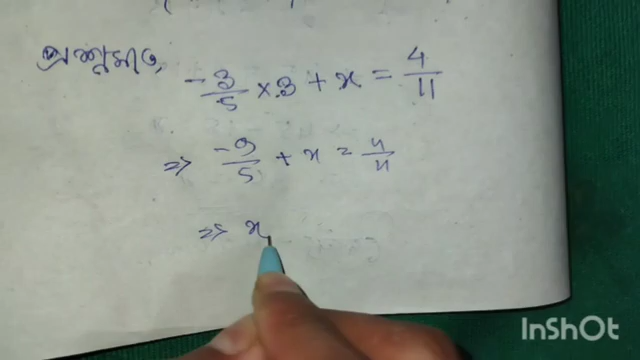 প্রশ্নমতে, -3/5 × 3 + x = 4/11
⇒ -9/5 + x = 4/11
⇒ x
InShOt